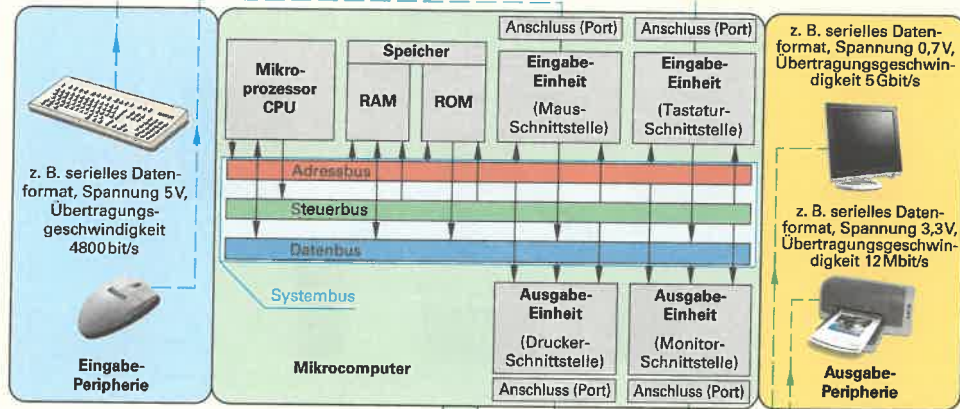 z. B. serielles Daten-
format, Spannung 5V,
Übertragungs-
geschwindigkeit
4800 bit/s
Eingabe-
Peripherie
Mikro-
prozessor
CPU
Speicher
RAM
ROM
Anschluss (Port)
Eingabe-
Einheit
(Maus-
Schnittstelle)
Anschluss (Port)
Eingabe-
Einheit
(Tastatur-
Schnittstelle)
Adressbus
Steuerbus
Datenbus
Systembus
Mikrocomputer
Ausgabe-
Einheit
(Drucker-
Schnittstelle)
Anschluss (Port)
Ausgabe-
Einheit
(Monitor-
Schnittstelle)
Anschluss (Port)
z. B. serielles Daten-
format, Spannung 0,7V,
Übertragungsgeschwin-
digkeit 5 Gbit/s
z. B. serielles Daten-
format, Spannung 3,3V,
Übertragungsgeschwin-
digkeit 12 Mbit/s
Ausgabe-
Peripherie